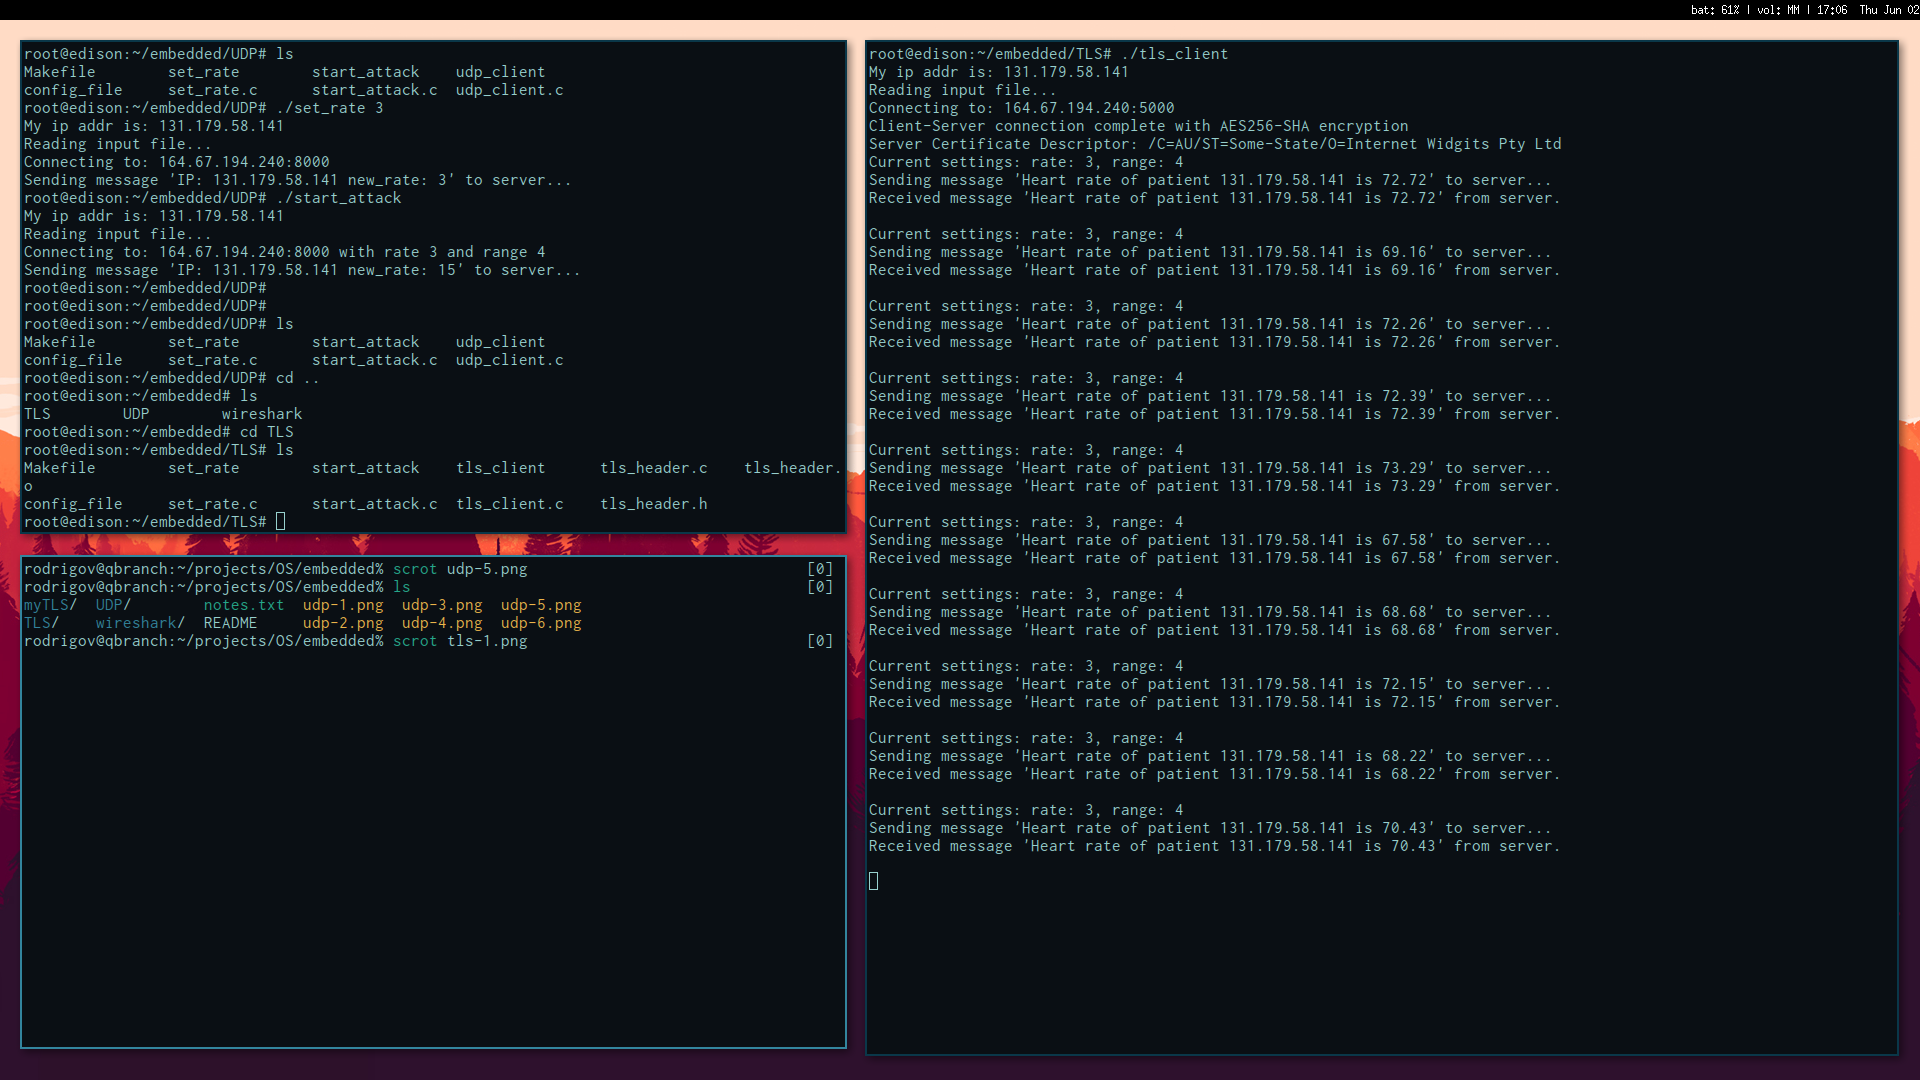 bat: 61% | vol: MM | 17:06  Thu Jun 02
root@edison:~/embedded/UDP# ls
Makefile        set_rate        start_attack    udp_client
config_file     set_rate.c      start_attack.c  udp_client.c
root@edison:~/embedded/UDP# ./set_rate 3
My ip addr is: 131.179.58.141
Reading input file...
Connecting to: 164.67.194.240:8000
Sending message 'IP: 131.179.58.141 new_rate: 3' to server...
root@edison:~/embedded/UDP# ./start_attack
My ip addr is: 131.179.58.141
Reading input file...
Connecting to: 164.67.194.240:8000 with rate 3 and range 4
Sending message 'IP: 131.179.58.141 new_rate: 15' to server...
root@edison:~/embedded/UDP#
root@edison:~/embedded/UDP#
root@edison:~/embedded/UDP# ls
Makefile        set_rate        start_attack    udp_client
config_file     set_rate.c      start_attack.c  udp_client.c
root@edison:~/embedded/UDP# cd ..
root@edison:~/embedded# ls
TLS        UDP        wireshark
root@edison:~/embedded# cd TLS
root@edison:~/embedded/TLS# ls
Makefile        set_rate        start_attack    tls_client      tls_header.c    tls_header.
o
config_file     set_rate.c      start_attack.c  tls_client.c    tls_header.h
root@edison:~/embedded/TLS#
rodrigov@qbranch:~/projects/OS/embedded% scrot udp-5.png [0]
rodrigov@qbranch:~/projects/OS/embedded% ls [0]
myTLS/  UDP/        notes.txt  udp-1.png  udp-3.png  udp-5.png
TLS/    wireshark/  README     udp-2.png  udp-4.png  udp-6.png
rodrigov@qbranch:~/projects/OS/embedded% scrot tls-1.png [0]
root@edison:~/embedded/TLS# ./tls_client
My ip addr is: 131.179.58.141
Reading input file...
Connecting to: 164.67.194.240:5000
Client-Server connection complete with AES256-SHA encryption
Server Certificate Descriptor: /C=AU/ST=Some-State/O=Internet Widgits Pty Ltd
Current settings: rate: 3, range: 4
Sending message 'Heart rate of patient 131.179.58.141 is 72.72' to server...
Received message 'Heart rate of patient 131.179.58.141 is 72.72' from server.
Current settings: rate: 3, range: 4
Sending message 'Heart rate of patient 131.179.58.141 is 69.16' to server...
Received message 'Heart rate of patient 131.179.58.141 is 69.16' from server.
Current settings: rate: 3, range: 4
Sending message 'Heart rate of patient 131.179.58.141 is 72.26' to server...
Received message 'Heart rate of patient 131.179.58.141 is 72.26' from server.
Current settings: rate: 3, range: 4
Sending message 'Heart rate of patient 131.179.58.141 is 72.39' to server...
Received message 'Heart rate of patient 131.179.58.141 is 72.39' from server.
Current settings: rate: 3, range: 4
Sending message 'Heart rate of patient 131.179.58.141 is 73.29' to server...
Received message 'Heart rate of patient 131.179.58.141 is 73.29' from server.
Current settings: rate: 3, range: 4
Sending message 'Heart rate of patient 131.179.58.141 is 67.58' to server...
Received message 'Heart rate of patient 131.179.58.141 is 67.58' from server.
Current settings: rate: 3, range: 4
Sending message 'Heart rate of patient 131.179.58.141 is 68.68' to server...
Received message 'Heart rate of patient 131.179.58.141 is 68.68' from server.
Current settings: rate: 3, range: 4
Sending message 'Heart rate of patient 131.179.58.141 is 72.15' to server...
Received message 'Heart rate of patient 131.179.58.141 is 72.15' from server.
Current settings: rate: 3, range: 4
Sending message 'Heart rate of patient 131.179.58.141 is 68.22' to server...
Received message 'Heart rate of patient 131.179.58.141 is 68.22' from server.
Current settings: rate: 3, range: 4
Sending message 'Heart rate of patient 131.179.58.141 is 70.43' to server...
Received message 'Heart rate of patient 131.179.58.141 is 70.43' from server.